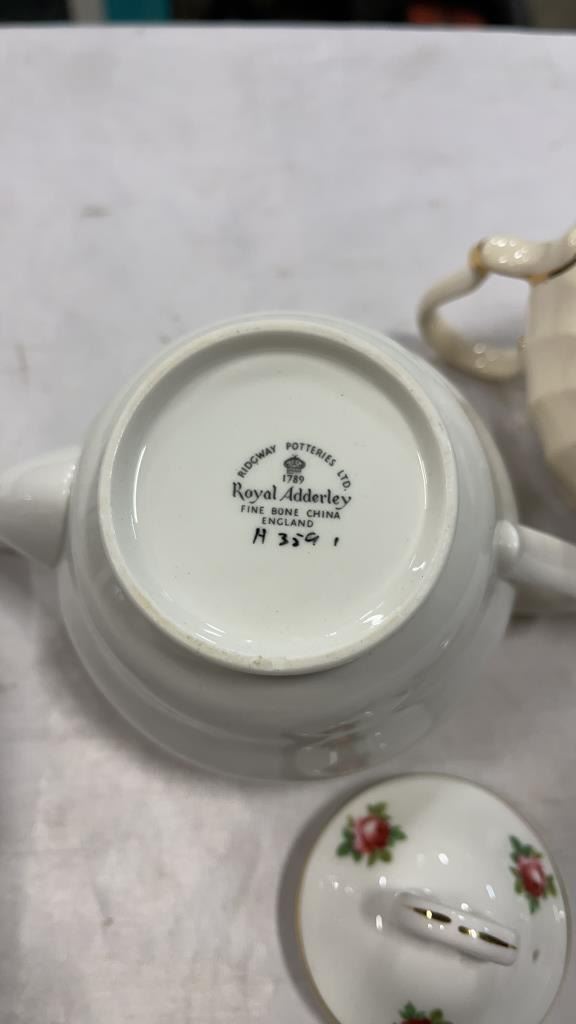 RIDGWAY POTTERIES LTD.
1789
Royal Adderley
FINE BONE CHINA
ENGLAND
H 359 1